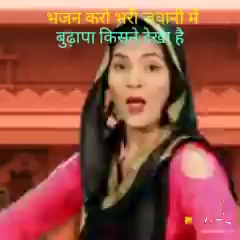 भजन करो भरी जवानी में
बुढ़ापा किसने देखा है